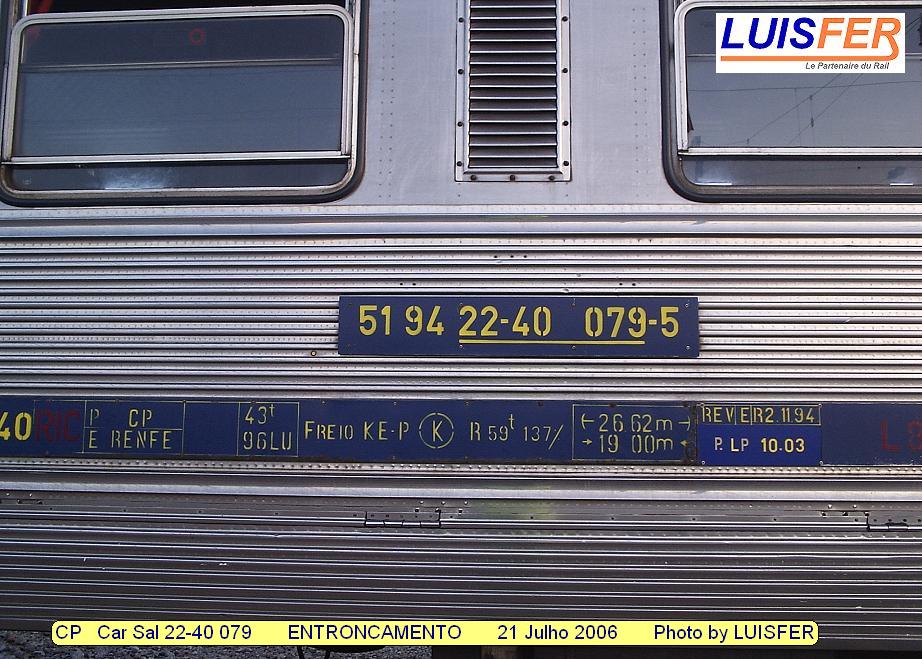 LUISFER
Le Partenaire du Rail
51 94 22-40 079-5
40 RIC
P CP
E RENFE
43t
96LU
FREIO KE-P K R 59t 137/
26.62m
19 00m
REV ER2.11 94
P. LP 10.03
CP Car Sal 22-40 079 ENTRONCAMENTO 21 Julho 2006 Photo by LUISFER